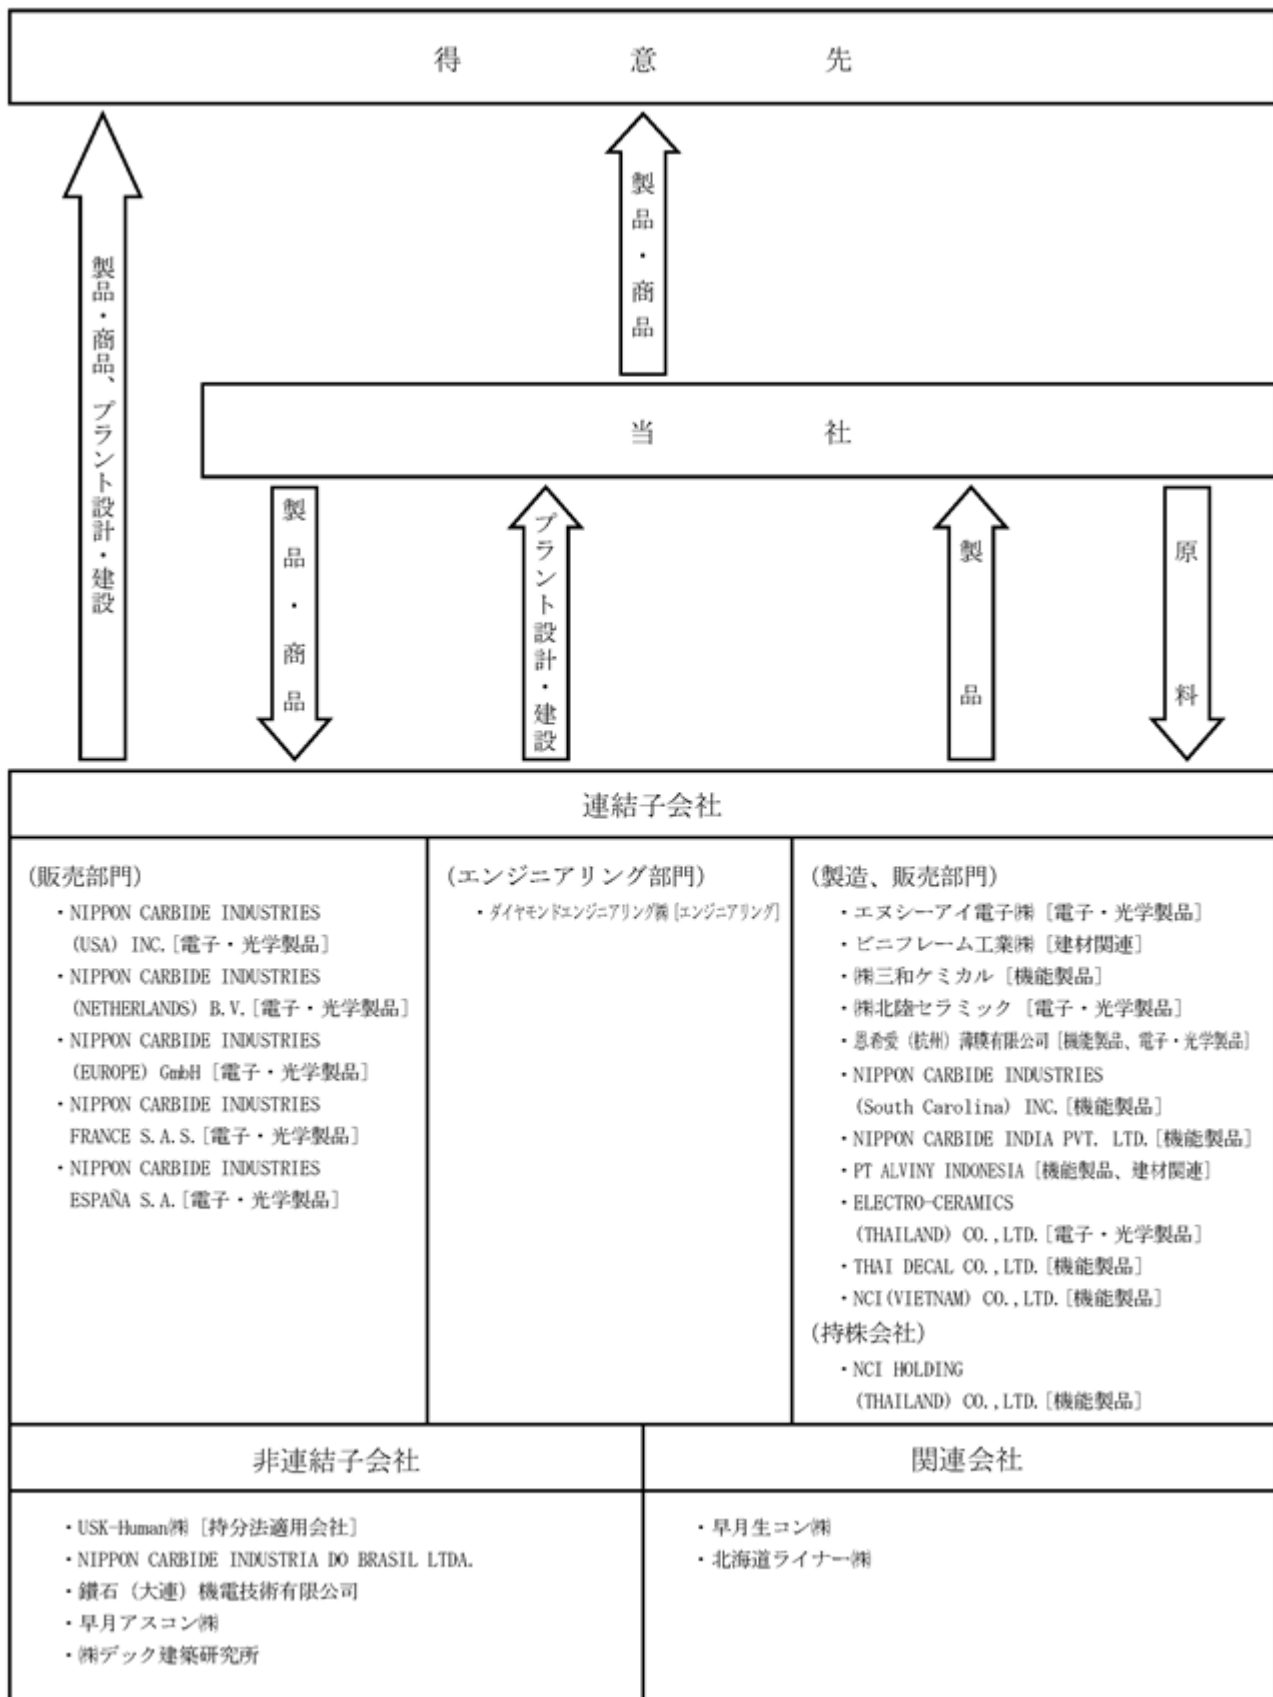 得意先
製品・商品
製品・商品、プラント設計・建設
当社
製品・商品
プラント設計・建設
製品
原料
連結子会社
(販売部門)
・NIPPON CARBIDE INDUSTRIES
(USA) INC.[電子・光学製品]
・NIPPON CARBIDE INDUSTRIES
(NETHERLANDS) B.V.[電子・光学製品]
・NIPPON CARBIDE INDUSTRIES
(EUROPE) GmbH [電子・光学製品]
・NIPPON CARBIDE INDUSTRIES
FRANCE S.A.S.[電子・光学製品]
・NIPPON CARBIDE INDUSTRIES
ESPAÑA S.A.[電子・光学製品]
(エンジニアリング部門)
・ダイヤモンドエンジニアリング㈱[エンジニアリング]
(製造、販売部門)
・エヌシーアイ電子㈱ [電子・光学製品]
・ビニフレーム工業㈱ [建材関連]
・㈱三和ケミカル [機能製品]
・㈱北陸セラミック [電子・光学製品]
・恩希愛（杭州）薄膜有限公司 [機能製品、電子・光学製品]
・NIPPON CARBIDE INDUSTRIES
(South Carolina) INC.[機能製品]
・NIPPON CARBIDE INDIA PVT. LTD.[機能製品]
・PT ALVINY INDONESIA [機能製品、建材関連]
・ELECTRO-CERAMICS
(THAILAND) CO.,LTD.[電子・光学製品]
・THAI DECAL CO.,LTD.[機能製品]
・NCI(VIETNAM) CO.,LTD.[機能製品]
(持株会社)
・NCI HOLDING
(THAILAND) CO.,LTD.[機能製品]
非連結子会社
・USK-Human㈱ [持分法適用会社]
・NIPPON CARBIDE INDUSTRIA DO BRASIL LTDA.
・鑽石（大連）機電技術有限公司
・早月アスコン㈱
・㈱デック建築研究所
関連会社
・早月生コン㈱
・北海道ライナー㈱